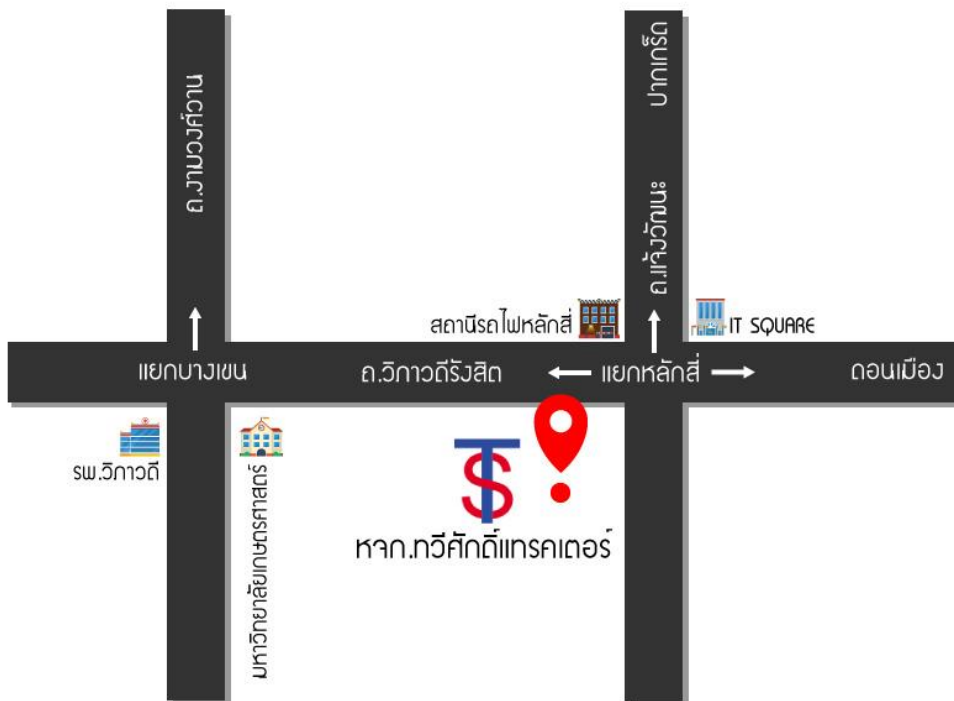 ถ.งามวงศ์วาน
ปากเกร็ด
ถ.แจ้งวัฒนะ
สถานีรถไฟหลักสี่
IT SQUARE
แยกบางเขน
ถ.วิภาวดีรังสิต
แยกหลักสี่
ดอนเมือง
รพ.วิภาวดี
มหาวิทยาลัยเกษตรศาสตร์
TS
หจก.ทวีศักดิ์แทรคเตอร์